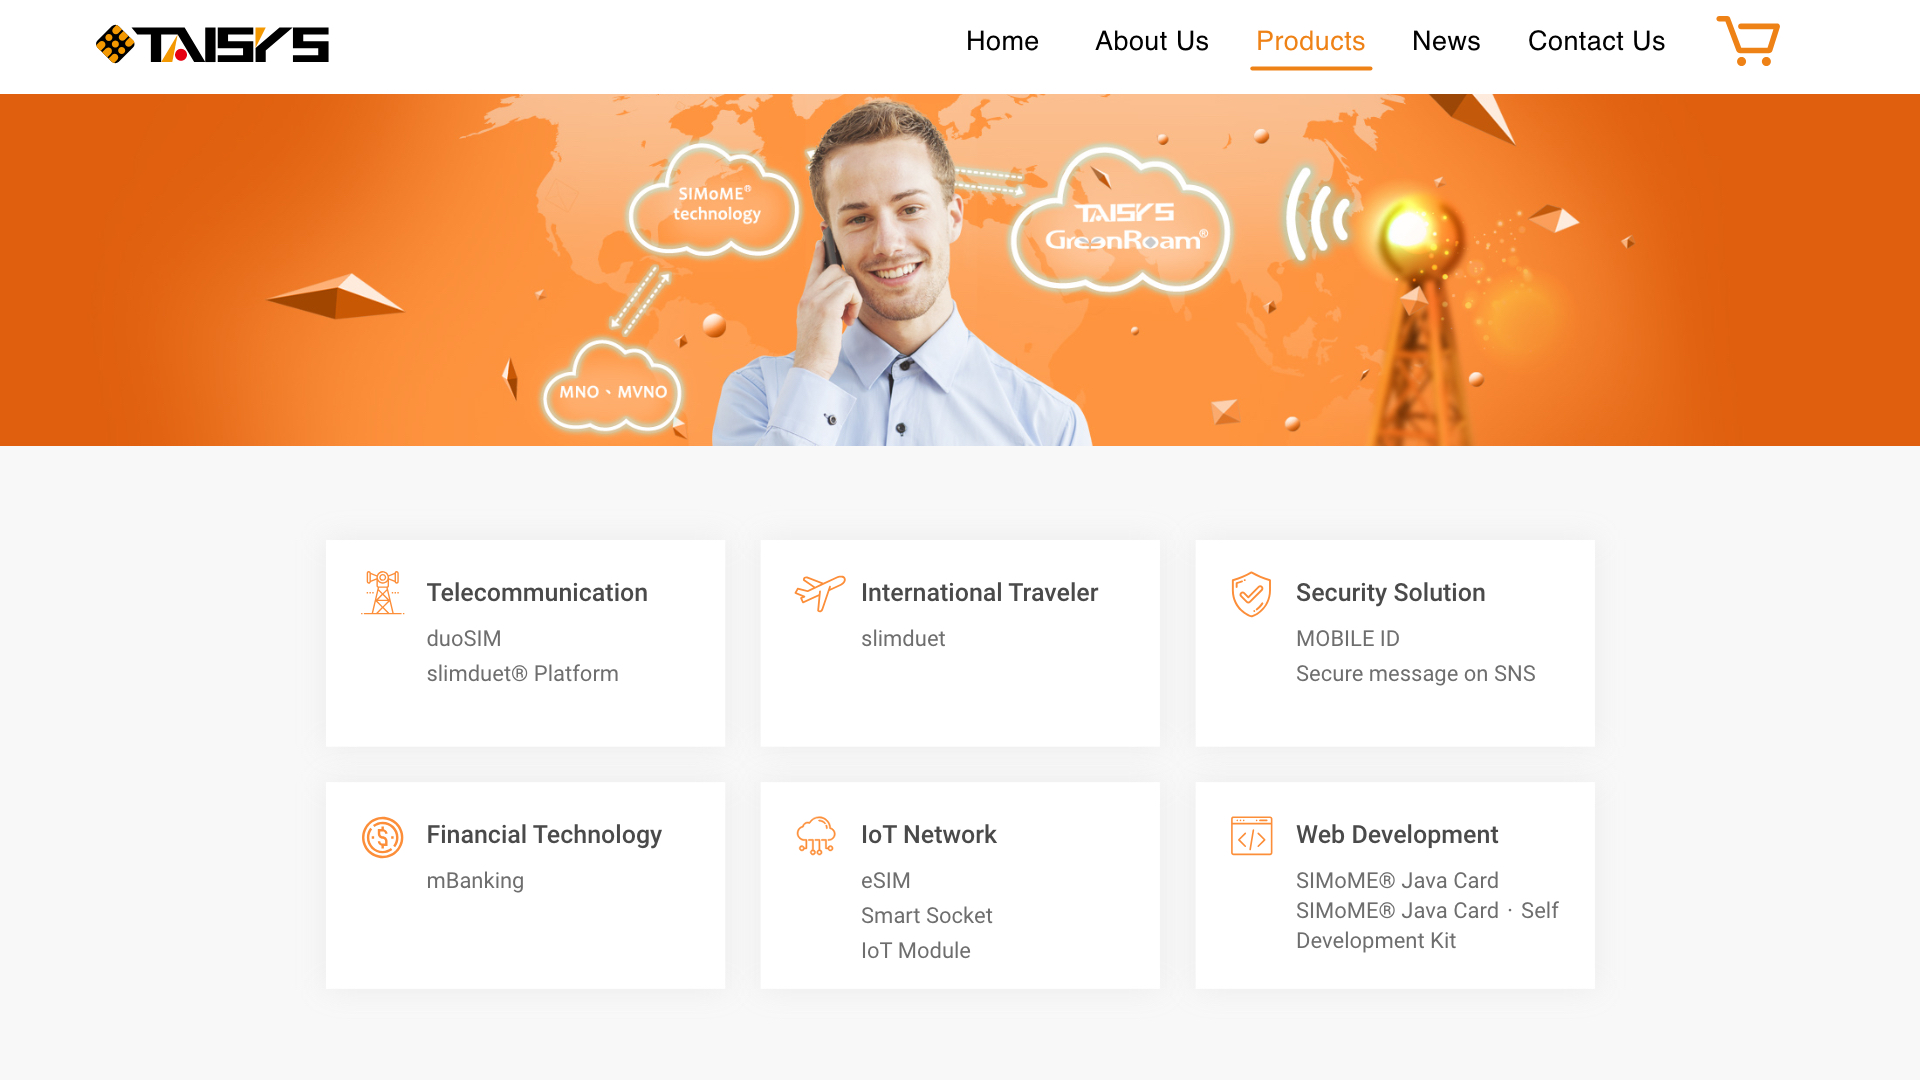 TAISYS
Home About Us Products News Contact Us
SIMoME®
technology
TAISYS
GreenRoam®
MNO、MVNO
Telecommunication
duoSIM
slimduet® Platform
International Traveler
slimduet
Security Solution
MOBILE ID
Secure message on SNS
Financial Technology
mBanking
IoT Network
eSIM
Smart Socket
IoT Module
Web Development
SIMoME® Java Card
SIMoME® Java Card‧Self
Development Kit